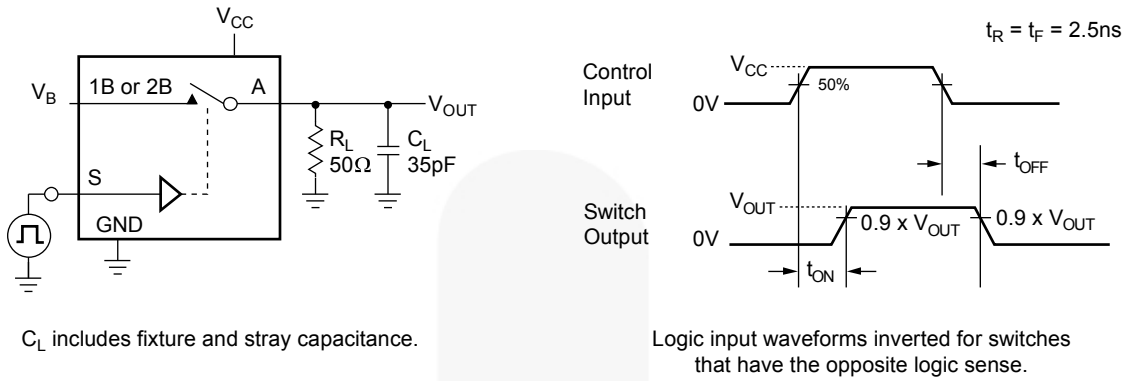 V_CC
V_B
1B or 2B
A
V_OUT
R_L
50Ω
C_L
35pF
S
GND
C_L includes fixture and stray capacitance.
t_R = t_F = 2.5ns
Control
Input
V_CC
50%
0V
t_OFF
Switch
Output
V_OUT
0.9 x V_OUT
0.9 x V_OUT
0V
t_ON
Logic input waveforms inverted for switches
that have the opposite logic sense.